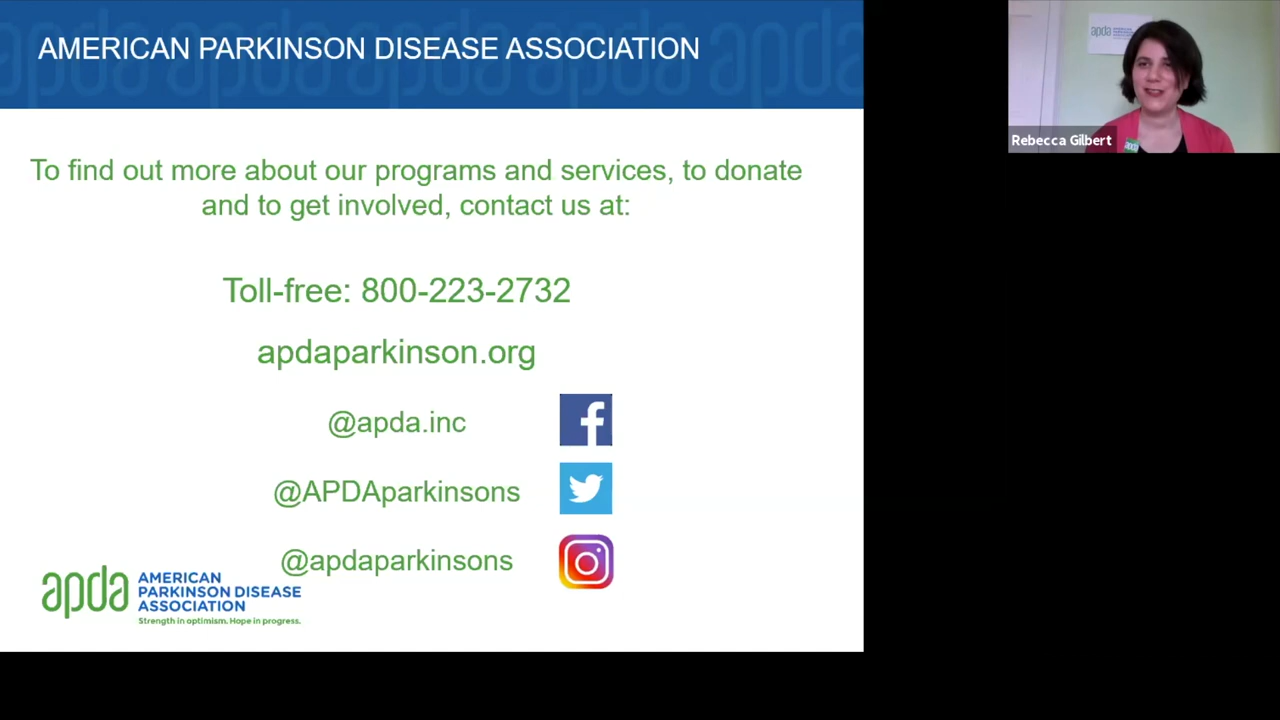 AMERICAN PARKINSON DISEASE ASSOCIATION
To find out more about our programs and services, to donate
and to get involved, contact us at:
Toll-free: 800-223-2732
apdaparkinson.org
@apda.inc
@APDAparkinsons
@apdaparkinsons
apda
AMERICAN
PARKINSON DISEASE
ASSOCIATION
Strength in optimism. Hope in progress.
apda
Rebecca Gilbert
apda